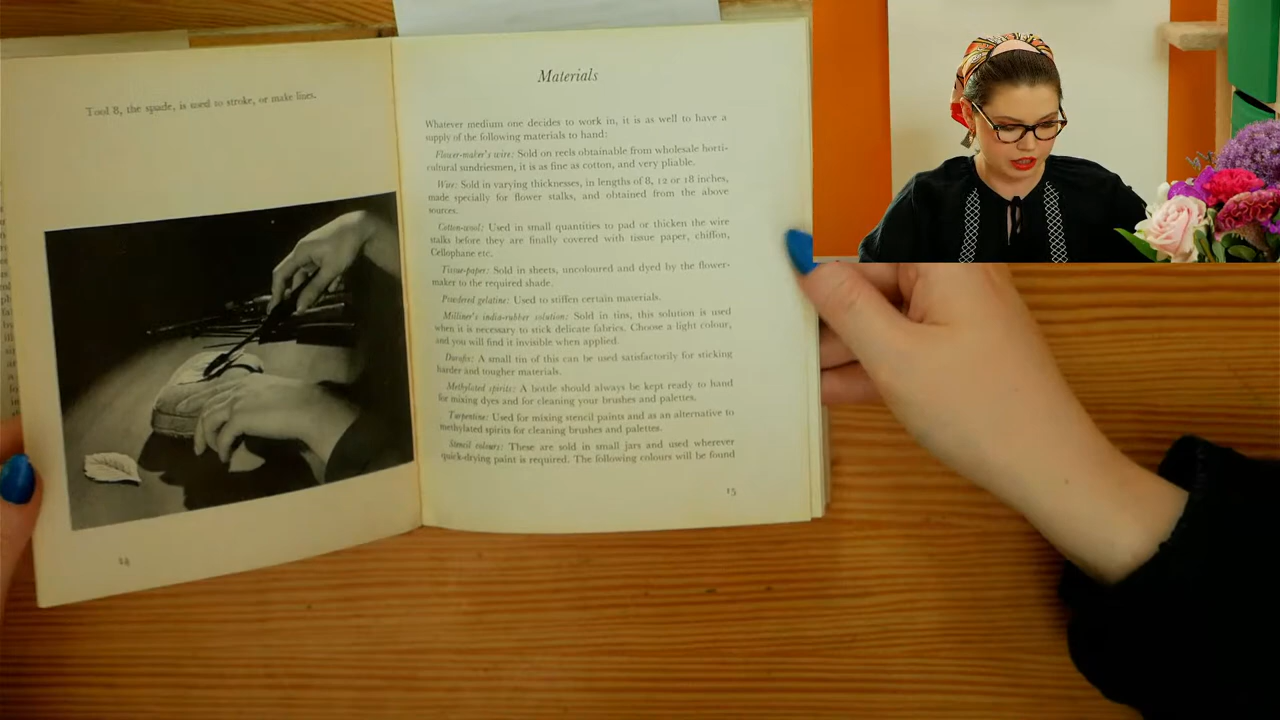 Tool 8, the spade, is used to stroke, or make lines.
24
Materials
Whatever medium one decides to work in, it is as well to have a
supply of the following materials to hand:
Flower-maker's wire: Sold on reels obtainable from wholesale horti-
cultural sundriesmen, it is as fine as cotton, and very pliable.
Wire: Sold in varying thicknesses, in lengths of 8, 12 or 18 inches,
made specially for flower stalks, and obtained from the above
sources.
Cotton-wool: Used in small quantities to pad or thicken the wire
stalks before they are finally covered with tissue paper, chiffon,
Cellophane etc.
Tissue-paper: Sold in sheets, uncoloured and dyed by the flower-
maker to the required shade.
Powdered gelatine: Used to stiffen certain materials.
Milliner's india-rubber solution: Sold in tins, this solution is used
when it is necessary to stick delicate fabrics. Choose a light colour,
and you will find it invisible when applied.
Durofix: A small tin of this can be used satisfactorily for sticking
harder and tougher materials.
Methylated spirits: A bottle should always be kept ready to hand
for mixing dyes and for cleaning your brushes and palettes.
Turpentine: Used for mixing stencil paints and as an alternative to
methylated spirits for cleaning brushes and palettes.
Stencil colours: These are sold in small jars and used wherever
quick-drying paint is required. The following colours will be found
15